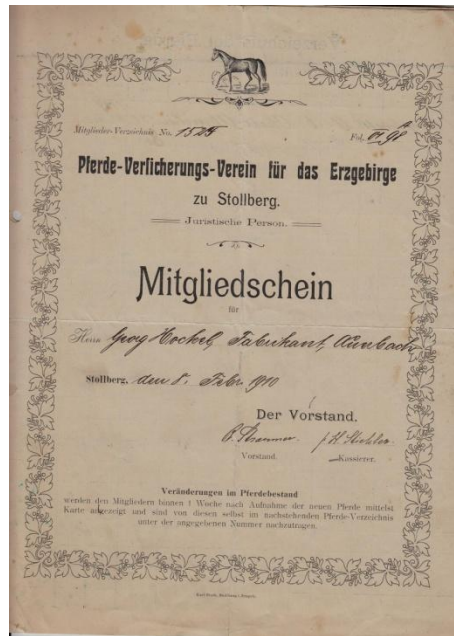 Mitglieder-Verzeichnis No. 1524 Fol.
Pferde-Versicherungs-Verein für das Erzgebirge
zu Stollberg.
Juristische Person.
Mitgliedschein
für
Herrn Georg Hockel, Fabrikant, Auerbach
Stollberg, den 8. Febr. 1910
Der Vorstand.
Vorstand. Kassierer.
Veränderungen im Pferdebestand
werden den Mitgliedern binnen 1 Woche nach Aufnahme der neuen Pferde mittelst
Karte angezeigt und sind von diesen selbst im nachstehenden Pferde-Verzeichnis
unter der angegebenen Nummer nachzutragen.